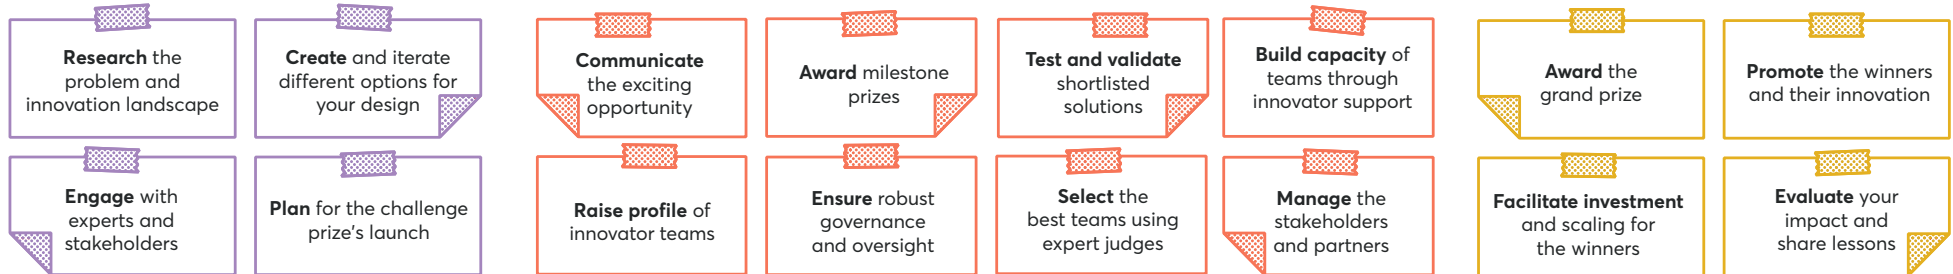 Research the
problem and
innovation landscape
Create and iterate
different options for
your design
Engage with
experts and
stakeholders
Plan for the challenge
prize's launch
Communicate
the exciting
opportunity
Award milestone
prizes
Test and validate
shortlisted
solutions
Build capacity of
teams through
innovator support
Raise profile of
innovator teams
Ensure robust
governance
and oversight
Select the
best teams using
expert judges
Manage the
stakeholders
and partners
Award the
grand prize
Promote the winners
and their innovation
Facilitate investment
and scaling for
the winners
Evaluate your
impact and
share lessons